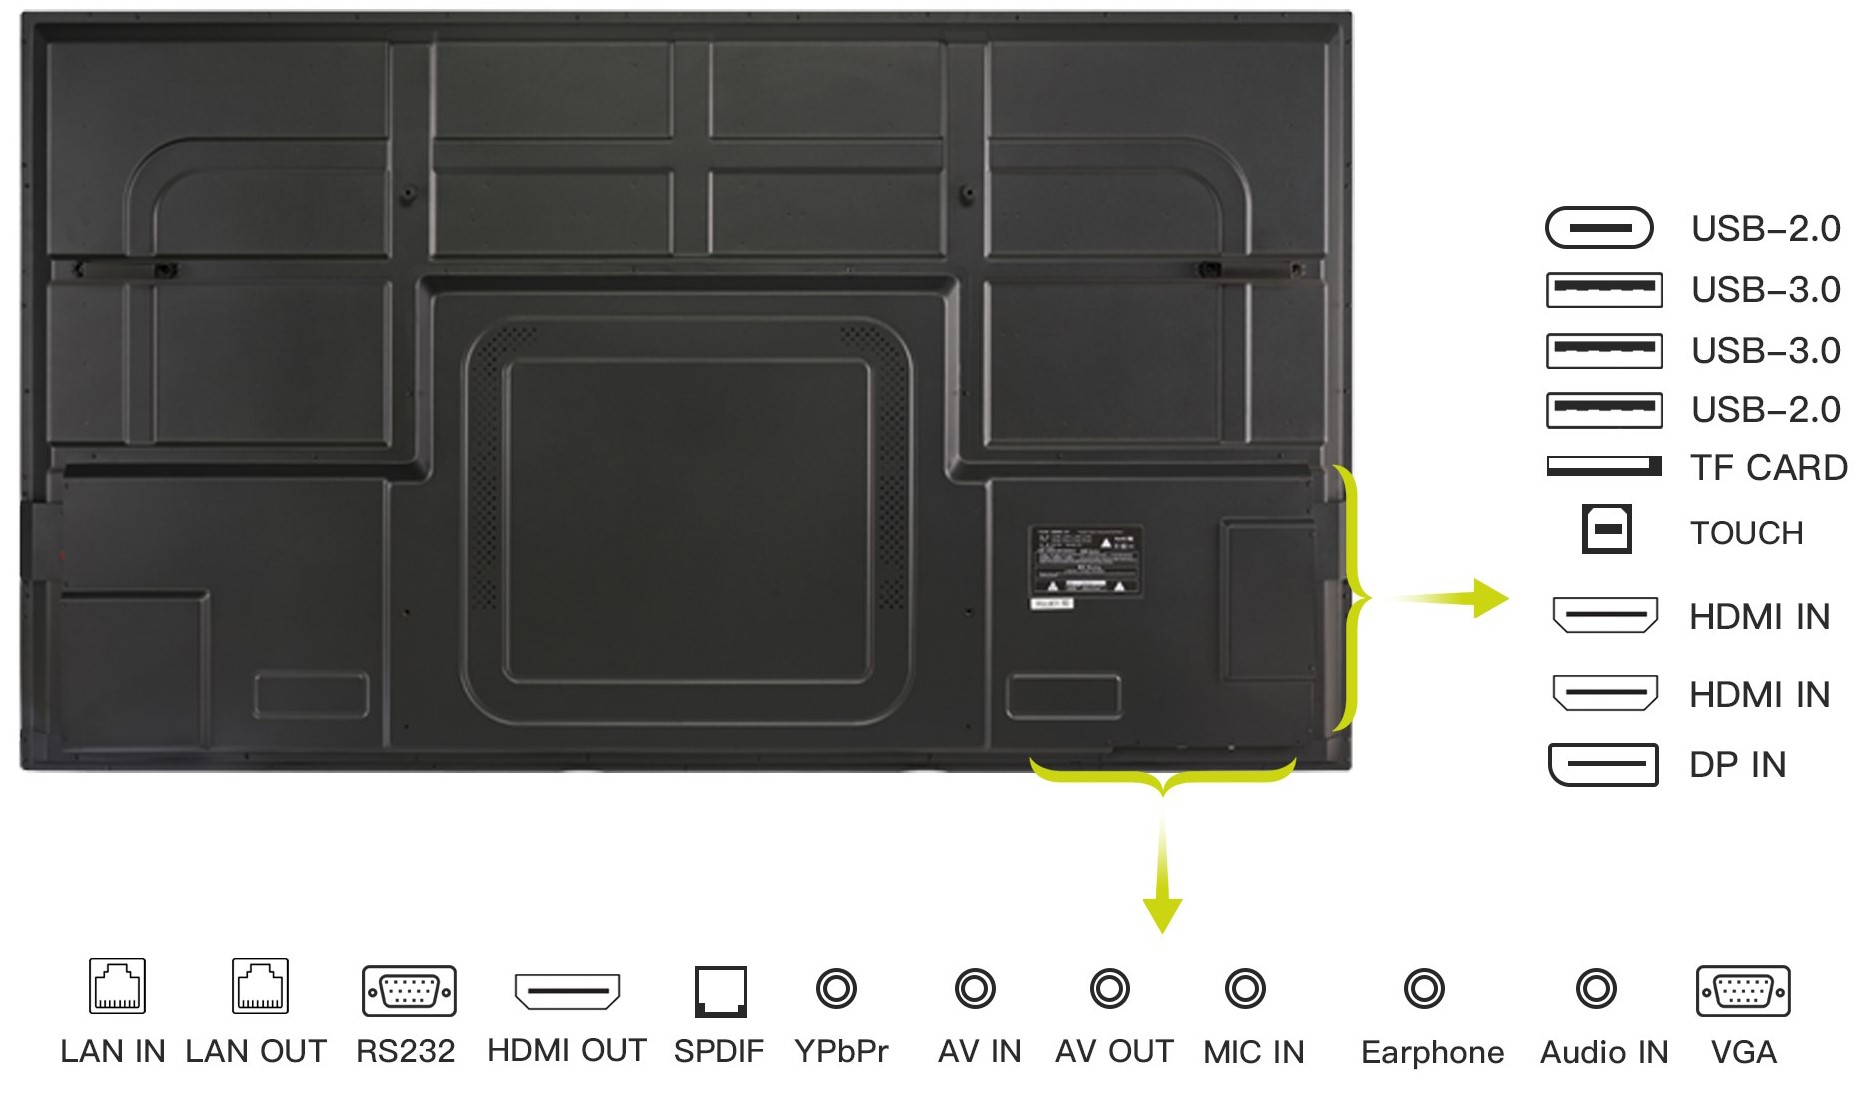 USB-2.0
USB-3.0
USB-3.0
USB-2.0
TF CARD
TOUCH
HDMI IN
HDMI IN
DP IN
LAN IN LAN OUT RS232 HDMI OUT SPDIF YPbPr AV IN AV OUT MIC IN Earphone Audio IN VGA